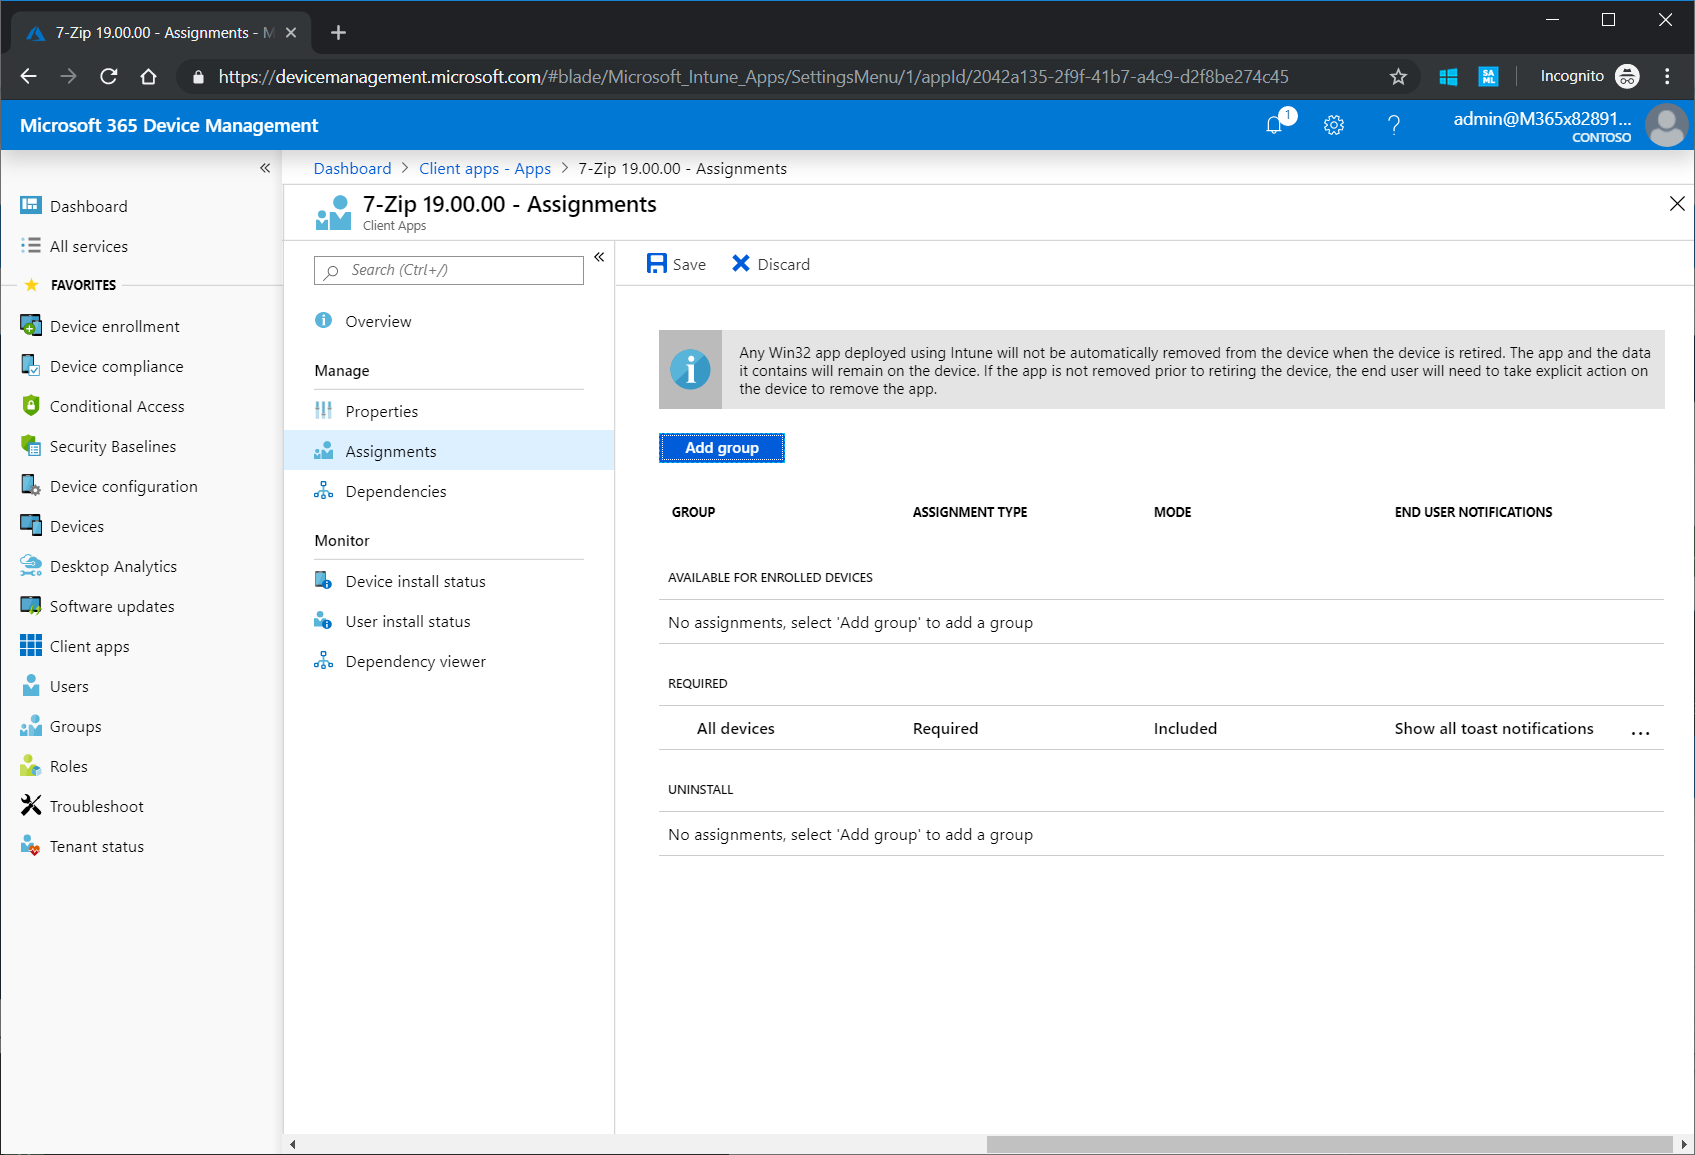 7-Zip 19.00.00 - Assignments - M
https://devicemanagement.microsoft.com/#blade/Microsoft_Intune_Apps/SettingsMenu/1/appId/2042a135-2f9f-41b7-a4c9-d2f8be274c45
SA
ML
Incognito
Microsoft 365 Device Management
1
?
admin@M365x82891...
CONTOSO
Dashboard > Client apps - Apps > 7-Zip 19.00.00 - Assignments
Dashboard
All services
FAVORITES
Device enrollment
Device compliance
Conditional Access
Security Baselines
Device configuration
Devices
Desktop Analytics
Software updates
Client apps
Users
Groups
Roles
Troubleshoot
Tenant status
7-Zip 19.00.00 - Assignments
Client Apps
Search (Ctrl+/)
Overview
Manage
Properties
Assignments
Dependencies
Monitor
Device install status
User install status
Dependency viewer
Save
Discard
Any Win32 app deployed using Intune will not be automatically removed from the device when the device is retired. The app and the data
it contains will remain on the device. If the app is not removed prior to retiring the device, the end user will need to take explicit action on
the device to remove the app.
Add group
GROUP ASSIGNMENT TYPE MODE END USER NOTIFICATIONS
AVAILABLE FOR ENROLLED DEVICES
No assignments, select 'Add group' to add a group
REQUIRED
All devices Required Included Show all toast notifications ...
UNINSTALL
No assignments, select 'Add group' to add a group